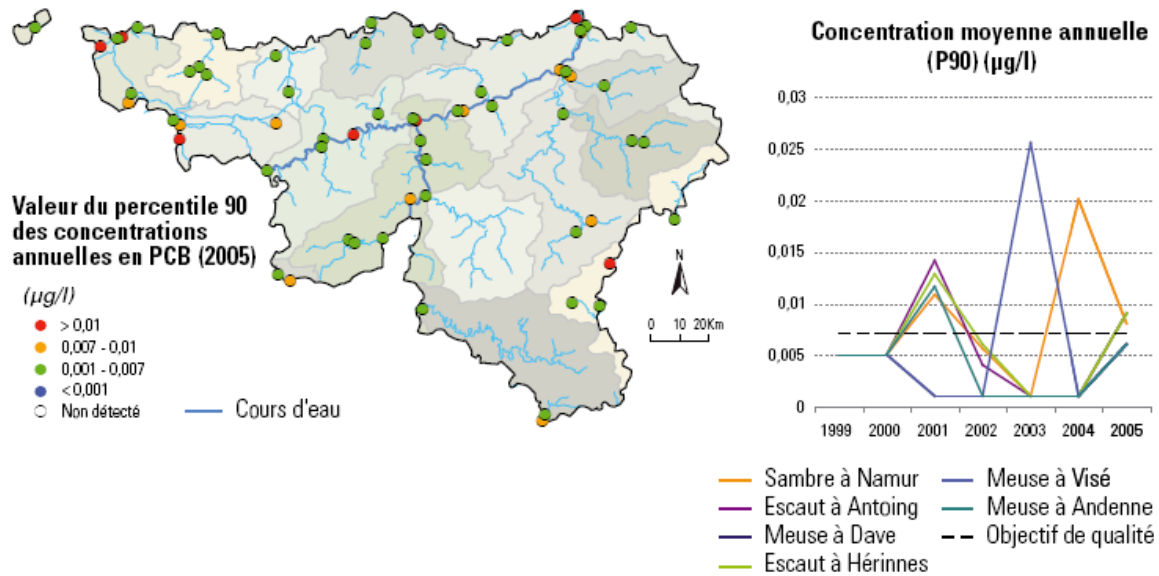 Valeur du percentile 90
des concentrations
annuelles en PCB (2005)
(µg/l)
> 0,01
0,007 - 0,01
0,001 - 0,007
<0,001
Non détecté
Cours d'eau
N
0 10 20Km
Concentration moyenne annuelle
(P90) (µg/l)
0,03
0,025
0,02
0,015
0,01
0,005
0
1999 2000 2001 2002 2003 2004 2005
Sambre à Namur
Escaut à Antoing
Meuse à Dave
Escaut à Hérinnes
Meuse à Visé
Meuse à Andenne
Objectif de qualité